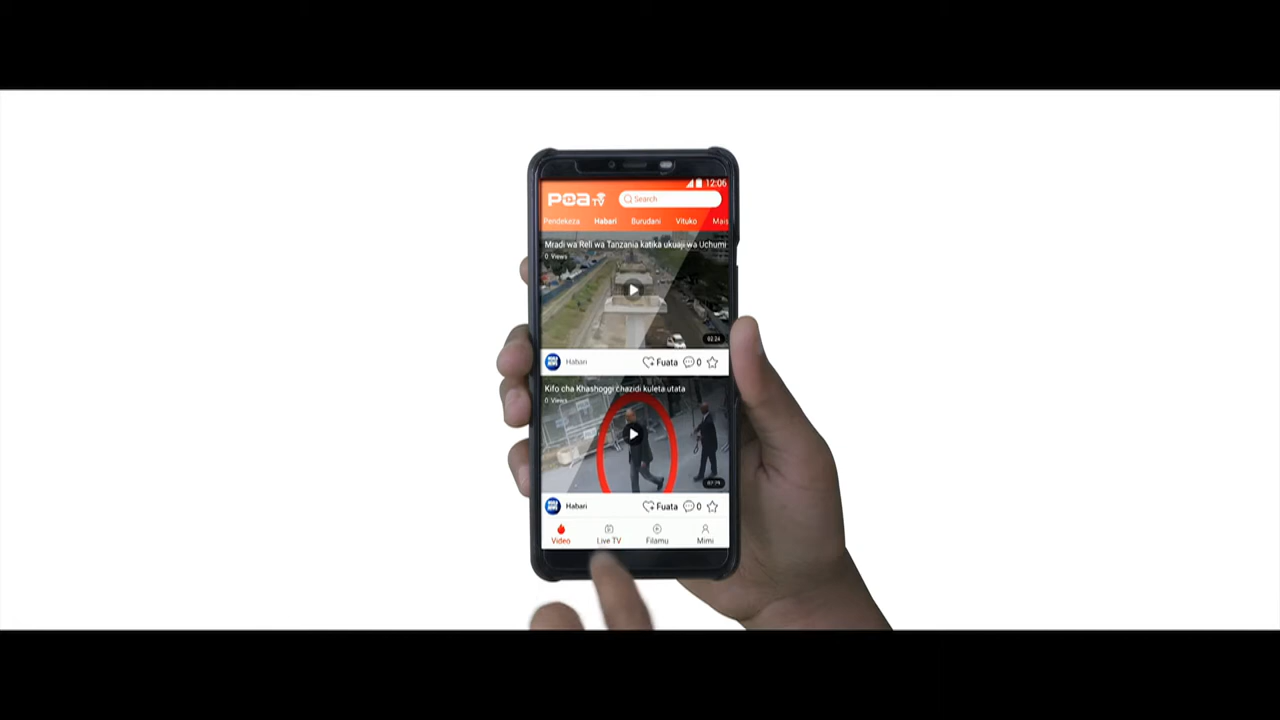 12:06
POA TV
Search
Pendekeza Habari Burudani Vituko Mais
Mradi wa Reli wa Tanzania katika ukuaji wa Uchumi
0 Views
02:24
Habari
Fuata 0
Kifo cha Khashoggi chazidi kuleta utata
0 Views
Habari
Fuata 0
Video Live TV Filamu Mimi